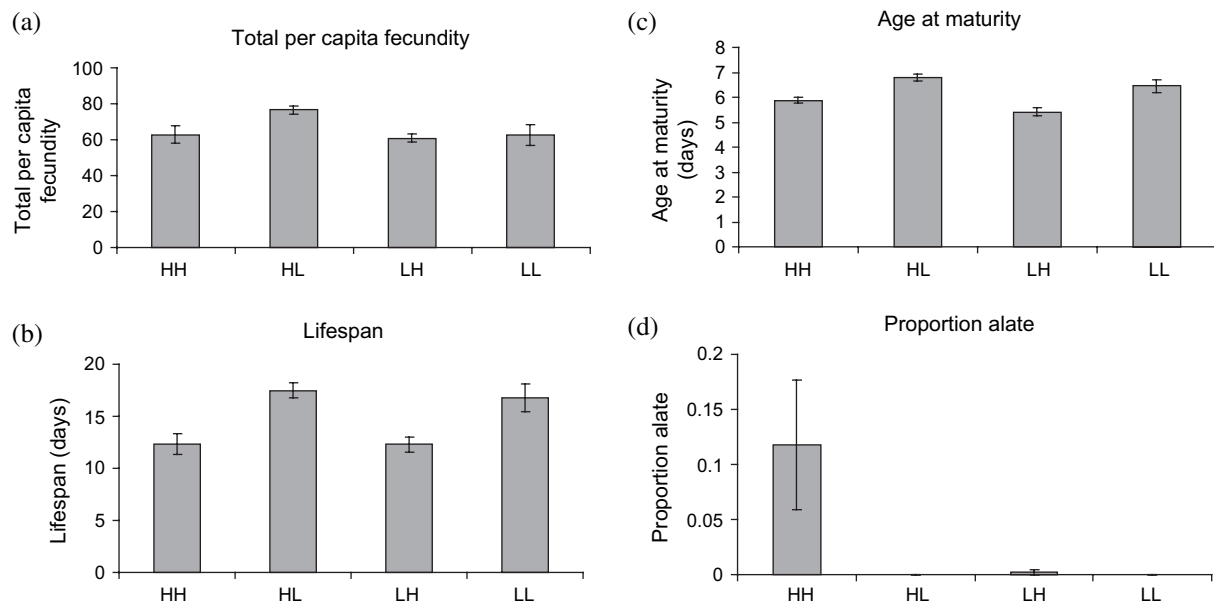 (a)
Total per capita fecundity
Total per capita
fecundity
100
80
60
40
20
0
HH HL LH LL
(b)
Lifespan
Lifespan (days)
20
15
10
5
0
HH HL LH LL
(c)
Age at maturity
Age at maturity
(days)
8
7
6
5
4
3
2
1
0
HH HL LH LL
(d)
Proportion alate
Proportion alate
0.2
0.15
0.1
0.05
0
HH HL LH LL